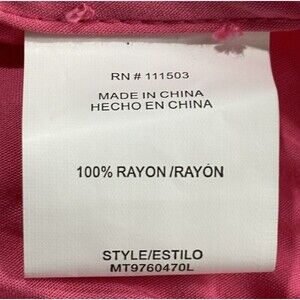 RN # 111503
MADE IN CHINA
HECHO EN CHINA
100% RAYON /RAYÓN
STYLE/ESTILO
MT9760470L